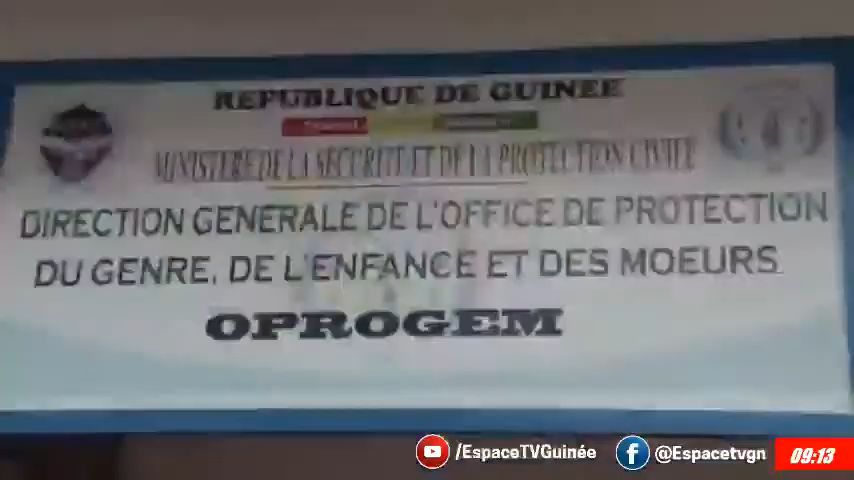 REPUBLIQUE DE GUINEE
MINISTERE DE LA SECURITE ET DE LA PROTECTION CIVILE
DIRECTION GENERALE DE L'OFFICE DE PROTECTION
DU GENRE, DE L'ENFANCE ET DES MOEURS
OPROGEM
/EspaceTVGuinée
@Espacetvgn
09:13